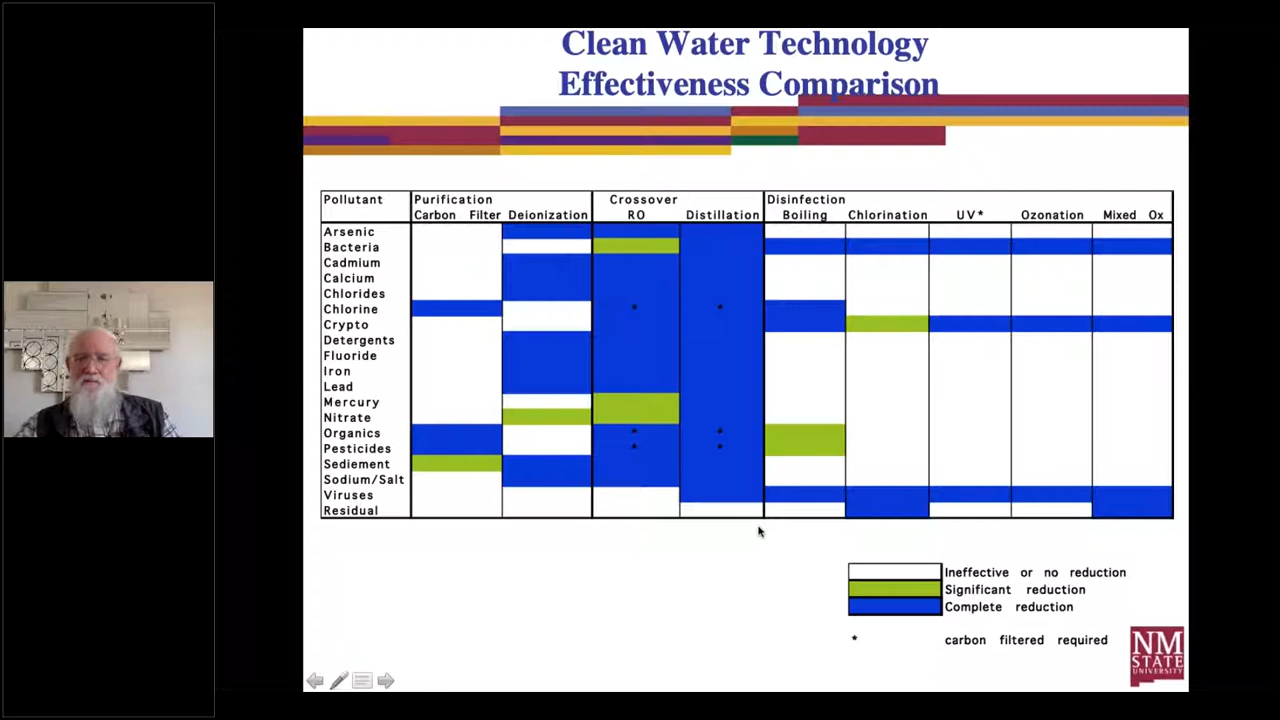 Clean Water Technology
Effectiveness Comparison
Pollutant Purification Crossover Disinfection
Carbon Filter Deionization RO Distillation Boiling Chlorination UV* Ozonation Mixed Ox
Arsenic
Bacteria
Cadmium
Calcium
Chlorides
Chlorine * *
Crypto
Detergents
Fluoride
Iron
Lead
Mercury
Nitrate
Organics * *
Pesticides * *
Sediement
Sodium/Salt
Viruses
Residual
Ineffective or no reduction
Significant reduction
Complete reduction
* carbon filtered required
NM
STATE
UNIVERSITY